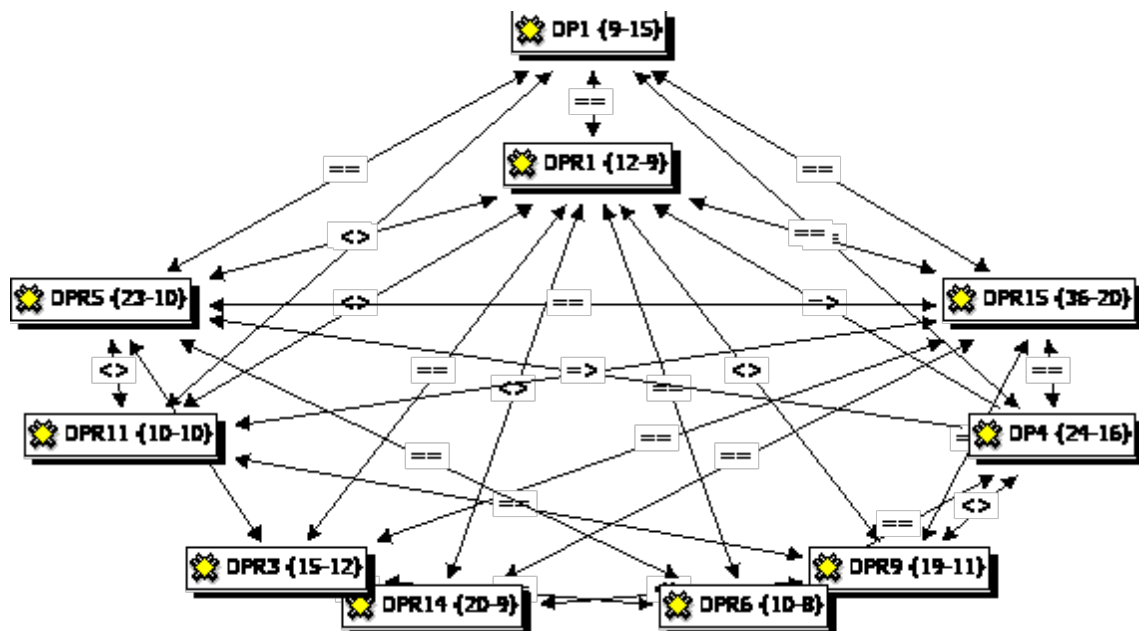 DP1 {9-15}
==
DPR1 {12-9}
== ==
<> == =
DPR5 {23-10} DPR15 {36-20}
<> == =>
<> == <> => == <> ==
DPR11 {10-10} DP4 {24-16}
== == =
== == <>
DPR3 {15-12} DPR9 {19-11}
DPR14 {20-9} DPR6 {10-8}